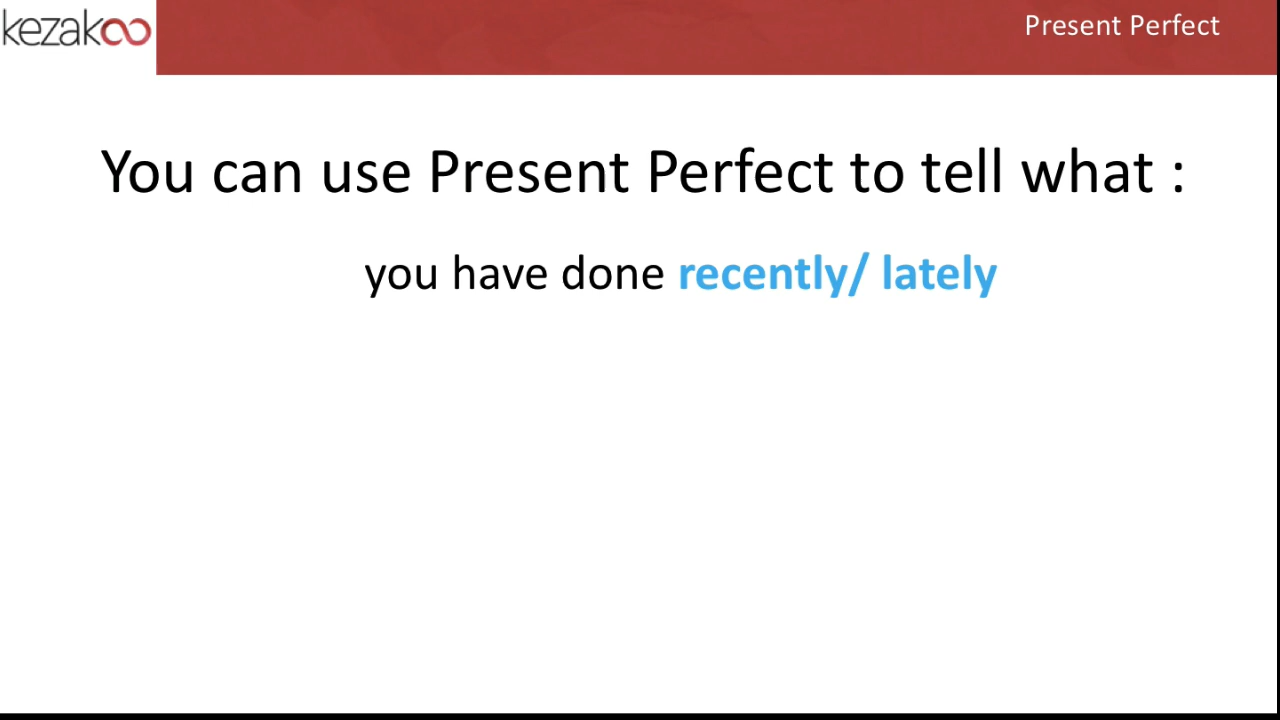 kezakoo
Present Perfect
You can use Present Perfect to tell what :
you have done recently/ lately